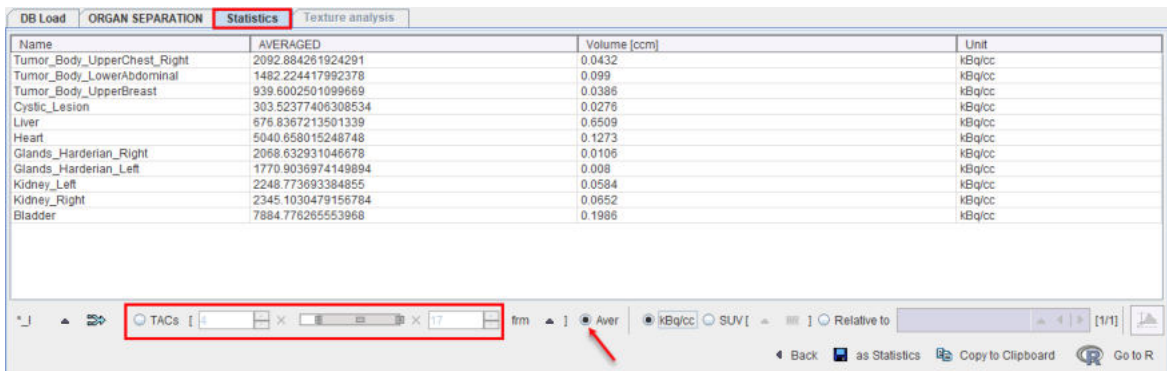 DB Load ORGAN SEPARATION Statistics Texture analysis
Name AVERAGED Volume [ccm] Unit
Tumor_Body_UpperChest_Right 2092.884261924291 0.0432 kBq/cc
Tumor_Body_LowerAbdominal 1482.224417992378 0.099 kBq/cc
Tumor_Body_UpperBreast 939.6002501099669 0.0386 kBq/cc
Cystic_Lesion 303.52377406308534 0.0276 kBq/cc
Liver 676.8367213501339 0.6509 kBq/cc
Heart 5040.658015248748 0.1273 kBq/cc
Glands_Harderian_Right 2068.632931046678 0.0106 kBq/cc
Glands_Harderian_Left 1770.9036974149894 0.008 kBq/cc
Kidney_Left 2248.773693384855 0.0584 kBq/cc
Kidney_Right 2345.1030479156784 0.0652 kBq/cc
Bladder 7884.776265553968 0.1986 kBq/cc
*_I TACs [ 4 17 frm ] Aver kBq/cc SUV [ ] Relative to [1/1]
Back as Statistics Copy to Clipboard R Go to R